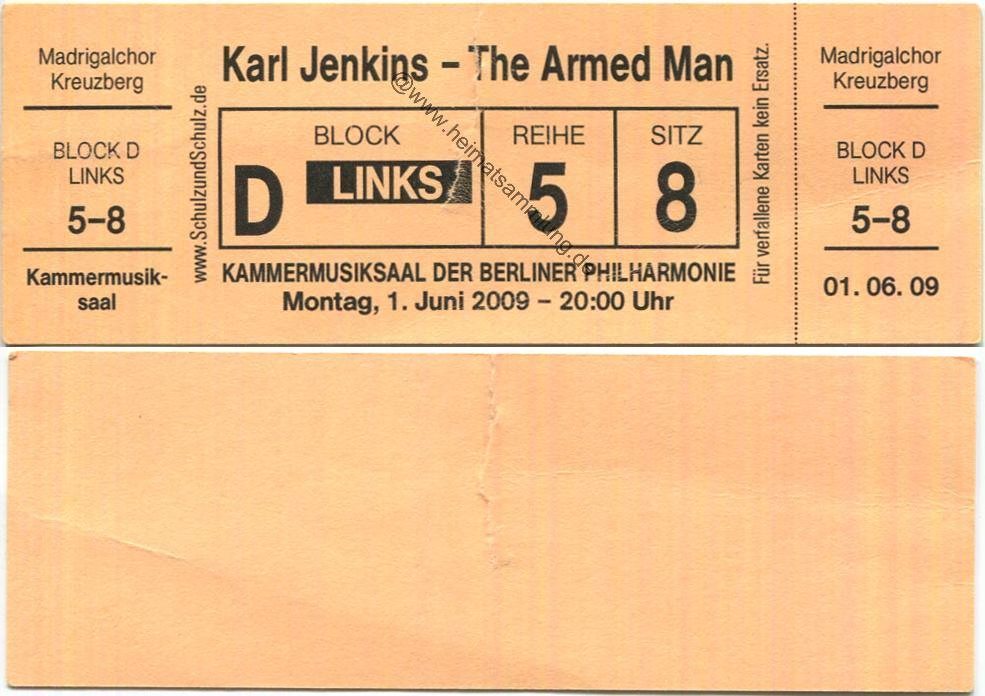 Madrigalchor
Kreuzberg
BLOCK D
LINKS
5–8
Kammermusik-
saal
www.SchulzundSchulz.de
Karl Jenkins – The Armed Man
BLOCK
D LINKS
REIHE
5
SITZ
8
KAMMERMUSIKSAAL DER BERLINER PHILHARMONIE
Montag, 1. Juni 2009 – 20:00 Uhr
Für verfallene Karten kein Ersatz.
Madrigalchor
Kreuzberg
BLOCK D
LINKS
5–8
01. 06. 09
@www.heimatsammlung.de